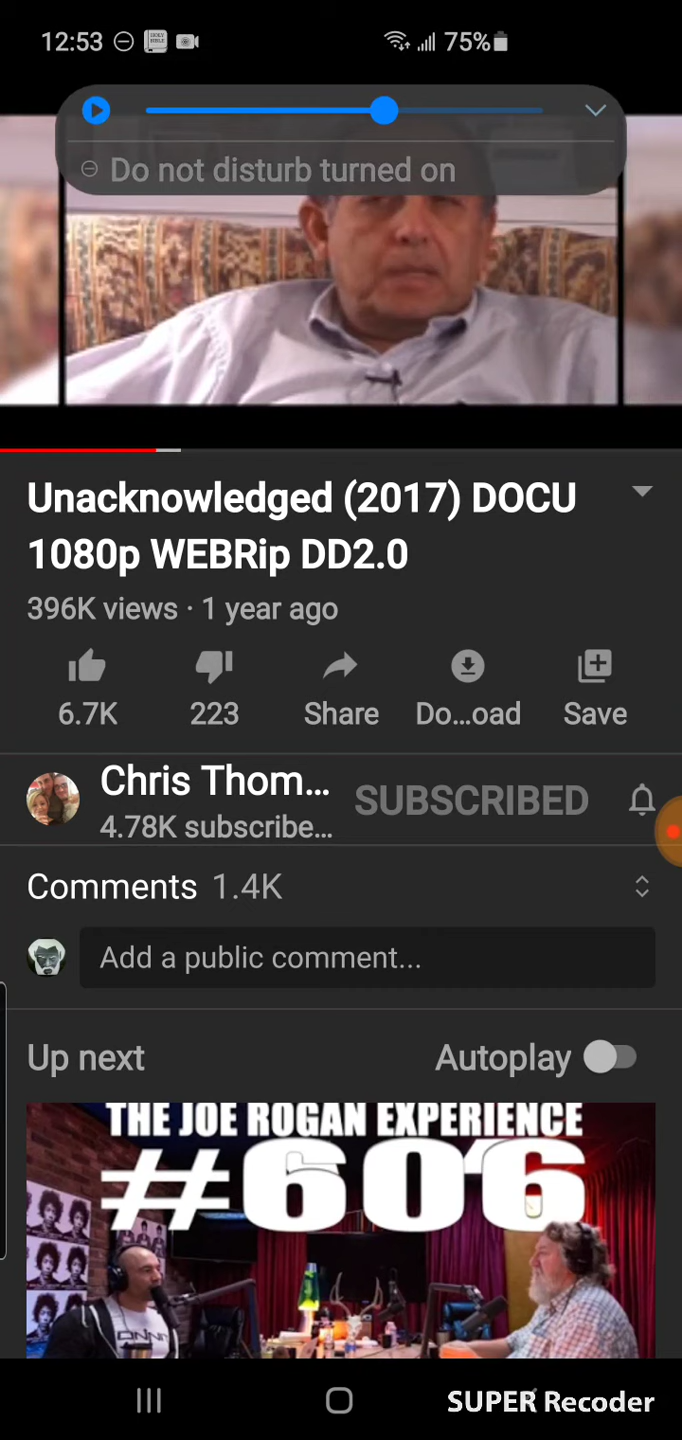 12:53 75%
Do not disturb turned on
Unacknowledged (2017) DOCU
1080p WEBRip DD2.0
396K views · 1 year ago
6.7K 223 Share Do...oad Save
Chris Thom... SUBSCRIBED
4.78K subscribe...
Comments 1.4K
Add a public comment...
Up next Autoplay
THE JOE ROGAN EXPERIENCE
#606
SUPER Recoder